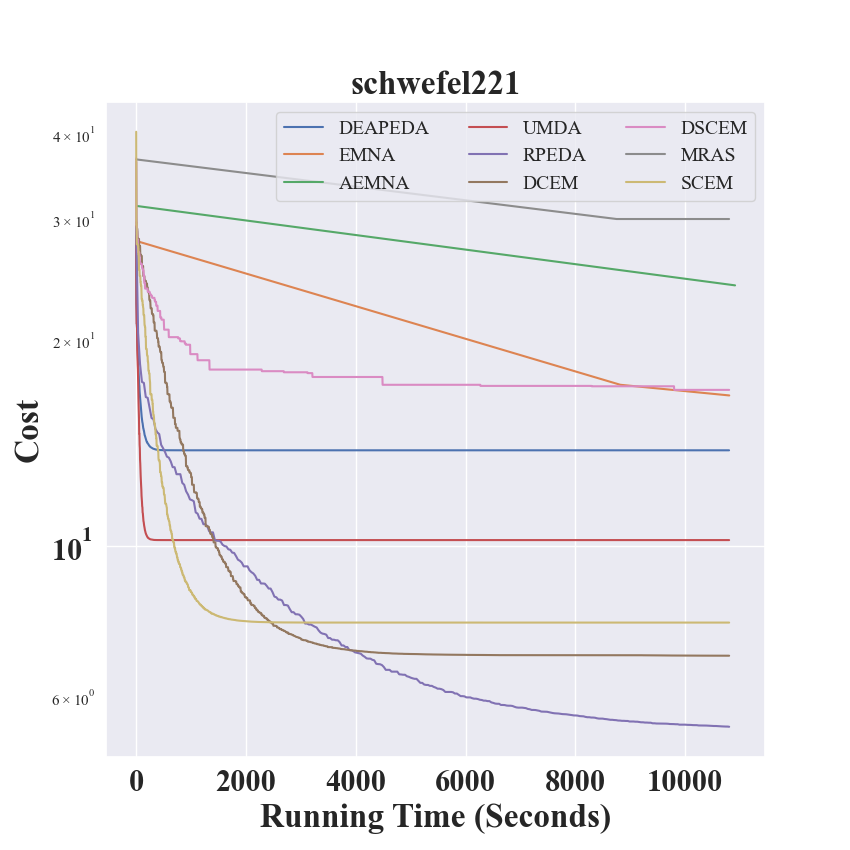 schwefel221
DEAPEDA UMDA DSCEM
EMNA RPEDA MRAS
AEMNA DCEM SCEM
4 × 10¹
3 × 10¹
2 × 10¹
10¹
6 × 10⁰
Cost
0 2000 4000 6000 8000 10000
Running Time (Seconds)